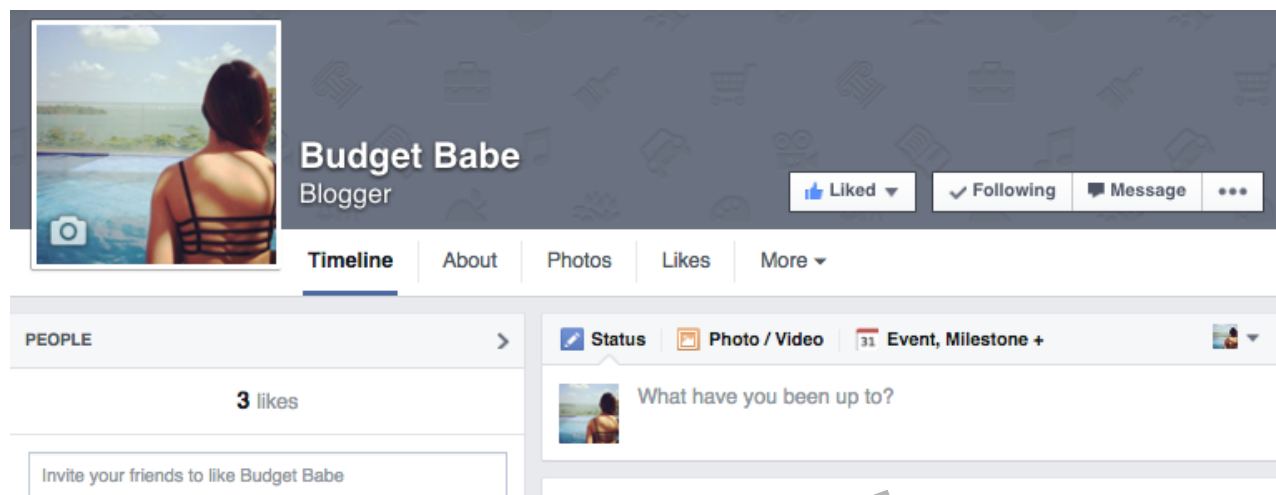 Budget Babe
Blogger
Liked
Following
Message
Timeline
About
Photos
Likes
More
PEOPLE
3 likes
Invite your friends to like Budget Babe
Status
Photo / Video
31
Event, Milestone +
What have you been up to?